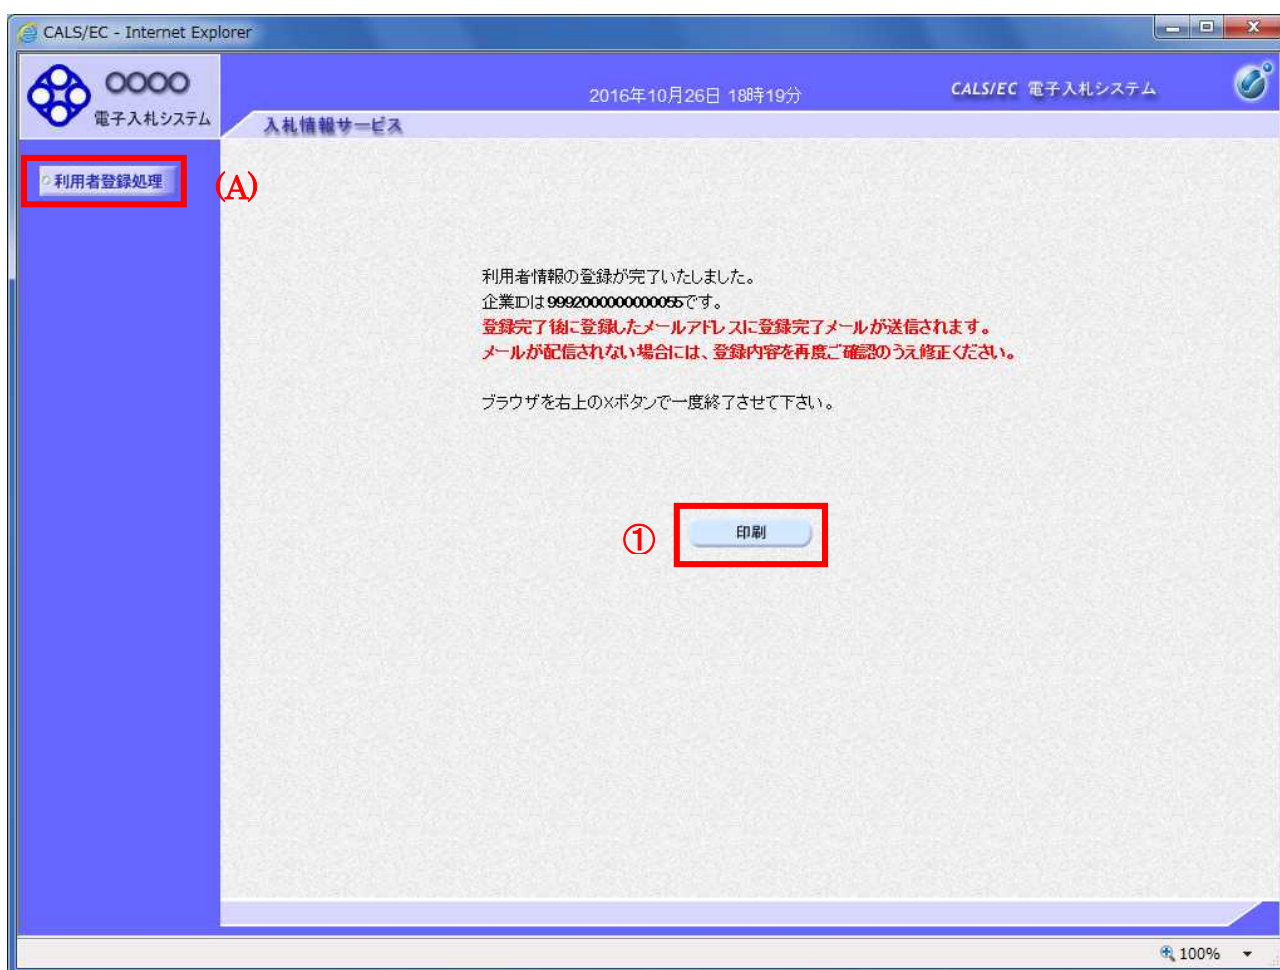 CALS/EC - Internet Explorer
○○○○
電子入札システム
2016年10月26日 18時19分
CALS/EC 電子入札システム
入札情報サービス
利用者登録処理
(A)
利用者情報の登録が完了いたしました。
企業IDは9992000000000055です。
登録完了後に登録したメールアドレスに登録完了メールが送信されます。
メールが配信されない場合には、登録内容を再度ご確認のうえ修正ください。
ブラウザを右上の×ボタンで一度終了させて下さい。
① 印刷
100%